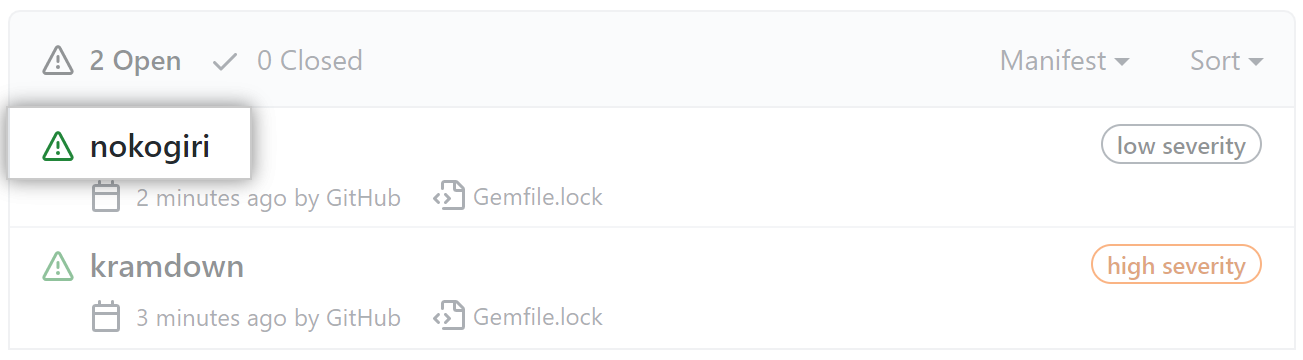 2 Open 0 Closed Manifest Sort
nokogiri low severity
2 minutes ago by GitHub Gemfile.lock
kramdown high severity
3 minutes ago by GitHub Gemfile.lock